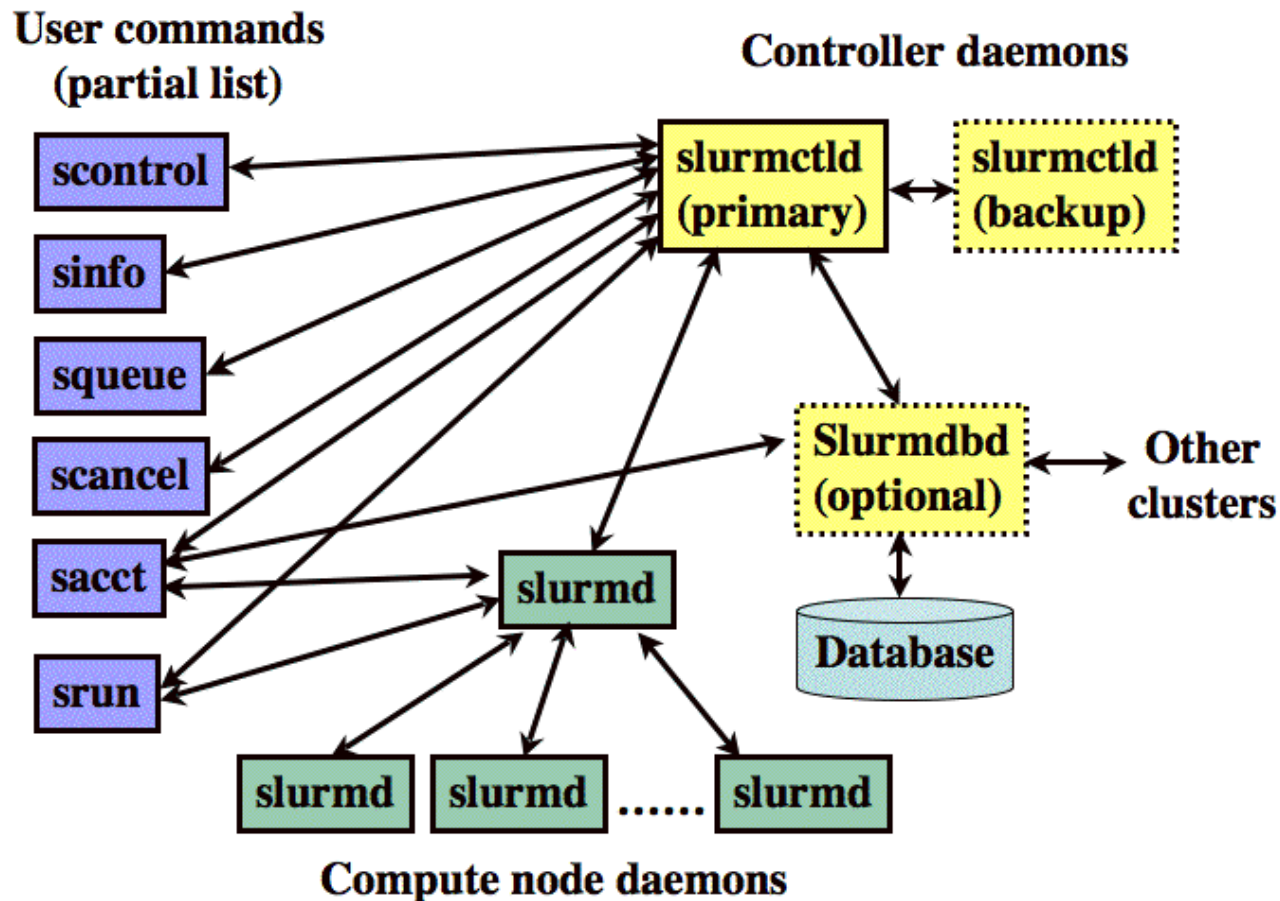 User commands
(partial list)
Controller daemons
scontrol
sinfo
squeue
scancel
sacct
srun
slurmctld
(primary)
slurmctld
(backup)
Slurmdbd
(optional)
Other
clusters
Database
slurmd
slurmd
slurmd
......
slurmd
Compute node daemons